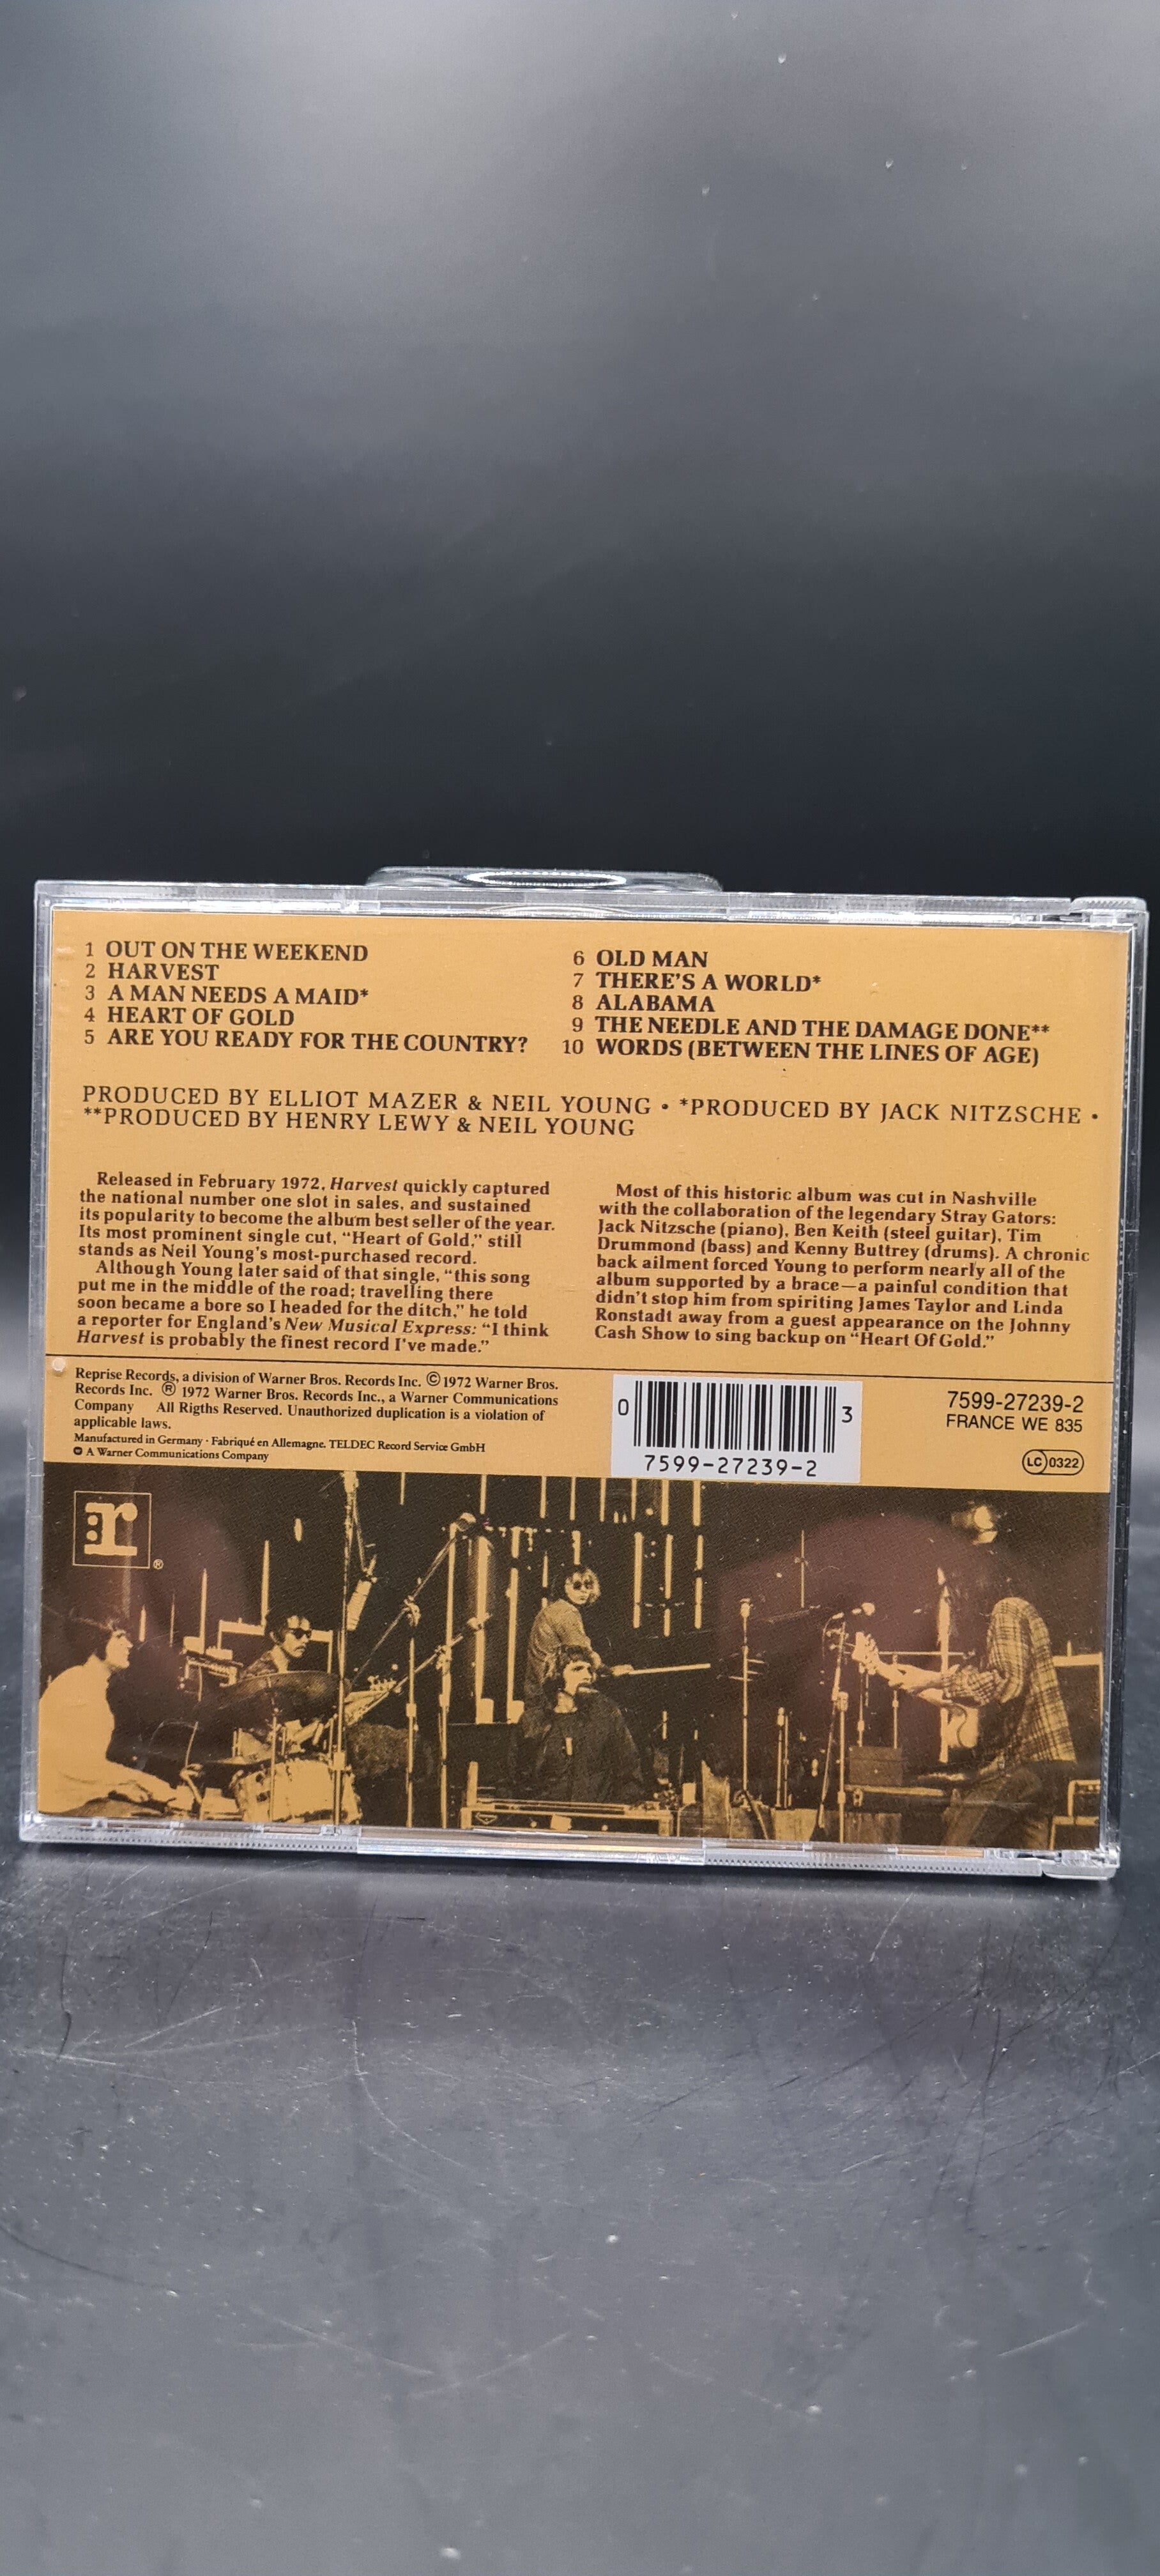 1 OUT ON THE WEEKEND
2 HARVEST
3 A MAN NEEDS A MAID*
4 HEART OF GOLD
5 ARE YOU READY FOR THE COUNTRY?
6 OLD MAN
7 THERE'S A WORLD*
8 ALABAMA
9 THE NEEDLE AND THE DAMAGE DONE**
10 WORDS (BETWEEN THE LINES OF AGE)
PRODUCED BY ELLIOT MAZER & NEIL YOUNG • *PRODUCED BY JACK NITZSCHE •
**PRODUCED BY HENRY LEWY & NEIL YOUNG
Released in February 1972, Harvest quickly captured
the national number one slot in sales, and sustained
its popularity to become the album best seller of the year.
Its most prominent single cut, “Heart of Gold,” still
stands as Neil Young's most-purchased record.
Although Young later said of that single, “this song
put me in the middle of the road; travelling there
soon became a bore so I headed for the ditch,” he told
a reporter for England's New Musical Express: “I think
Harvest is probably the finest record I've made.”
Most of this historic album was cut in Nashville
with the collaboration of the legendary Stray Gators:
Jack Nitzsche (piano), Ben Keith (steel guitar), Tim
Drummond (bass) and Kenny Buttrey (drums). A chronic
back ailment forced Young to perform nearly all of the
album supported by a brace—a painful condition that
didn't stop him from spiriting James Taylor and Linda
Ronstadt away from a guest appearance on the Johnny
Cash Show to sing backup on “Heart Of Gold.”
Reprise Records, a division of Warner Bros. Records Inc. © 1972 Warner Bros.
Records Inc. ® 1972 Warner Bros. Records Inc., a Warner Communications
Company All Rigths Reserved. Unauthorized duplication is a violation of
applicable laws.
Manufactured in Germany · Fabriqué en Allemagne. TELDEC Record Service GmbH
A Warner Communications Company
0 3
7599-27239-2
7599-27239-2
FRANCE WE 835
LC 0322
:r ®